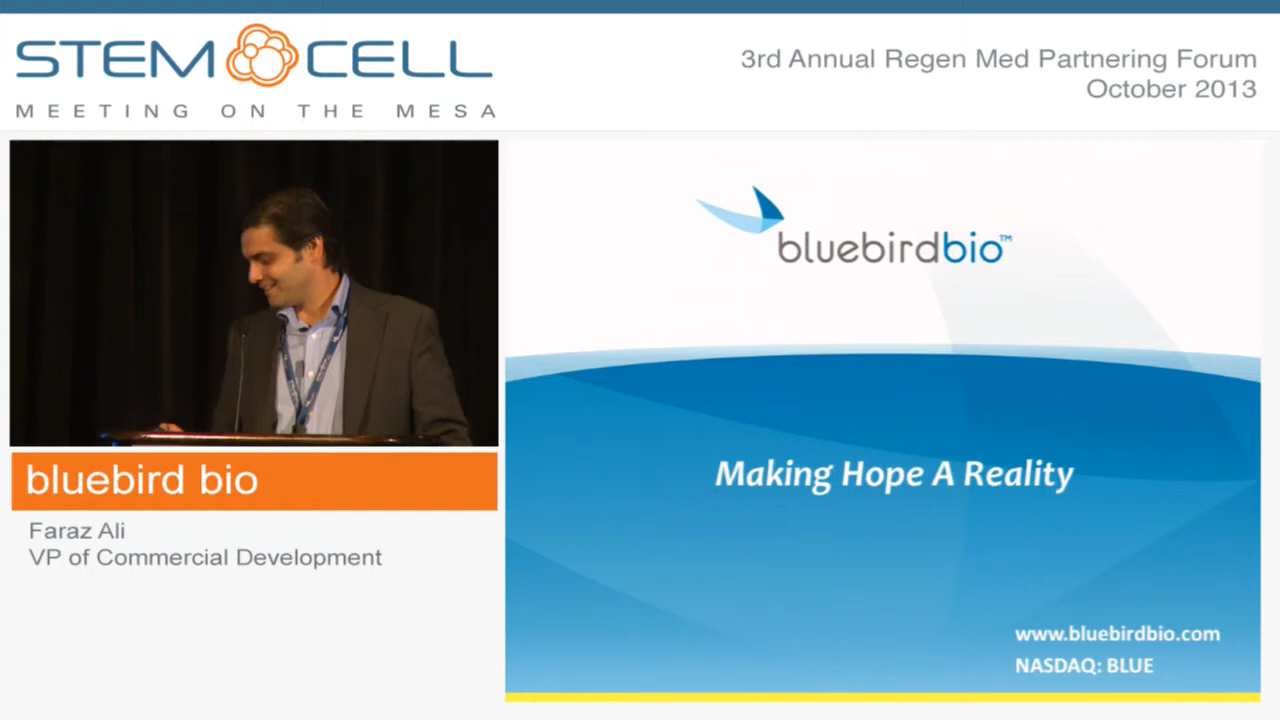 STEM CELL
MEETING ON THE MESA
3rd Annual Regen Med Partnering Forum
October 2013
bluebirdbio™
Making Hope A Reality
www.bluebirdbio.com
NASDAQ: BLUE
bluebird bio
Faraz Ali
VP of Commercial Development